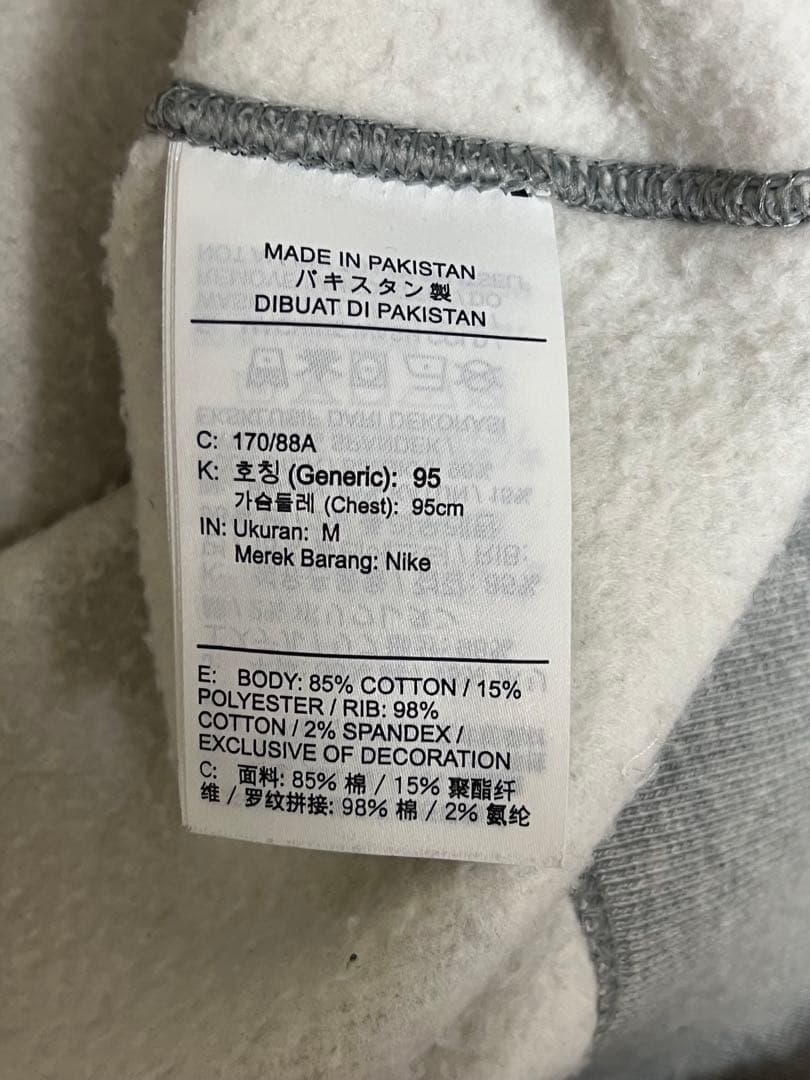 MADE IN PAKISTAN
パキスタン製
DIBUAT DI PAKISTAN
C: 170/88A
K: 호칭 (Generic): 95
가슴둘레 (Chest): 95cm
IN: Ukuran: M
Merek Barang: Nike
E: BODY: 85% COTTON / 15%
POLYESTER / RIB: 98%
COTTON / 2% SPANDEX /
EXCLUSIVE OF DECORATION
C: 面料: 85% 棉 / 15% 聚酯纤
维 / 罗纹拼接: 98% 棉 / 2% 氨纶